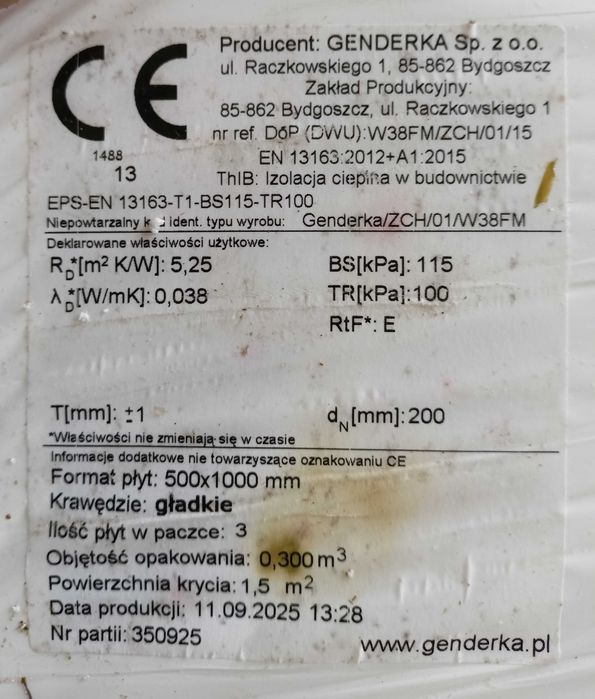 CE
Producent: GENDERKA Sp. z o.o.
ul. Raczkowskiego 1, 85-862 Bydgoszcz
Zakład Produkcyjny:
85-862 Bydgoszcz, ul. Raczkowskiego 1
nr ref. DoP (DWU):W38FM/ZCH/01/15
1488
13
EN 13163:2012+A1:2015
ThIB: Izolacja cieplna w budownictwie
EPS-EN 13163-T1-BS115-TR100
Niepowtarzalny kod ident. typu wyrobu: Genderka/ZCH/01/W38FM
Deklarowane właściwości użytkowe:
R_D*[m² K/W]: 5,25 BS[kPa]: 115
λ_D*[W/mK]: 0,038 TR[kPa]:100
RtF*: E
T[mm]: ±1 d_N[mm]: 200
*Właściwości nie zmieniają się w czasie
Informacje dodatkowe nie towarzyszące oznakowaniu CE
Format płyt: 500x1000 mm
Krawędzie: gładkie
Ilość płyt w paczce: 3
Objętość opakowania: 0,300 m³
Powierzchnia krycia: 1,5 m²
Data produkcji: 11.09.2025 13:28
Nr partii: 350925
www.genderka.pl